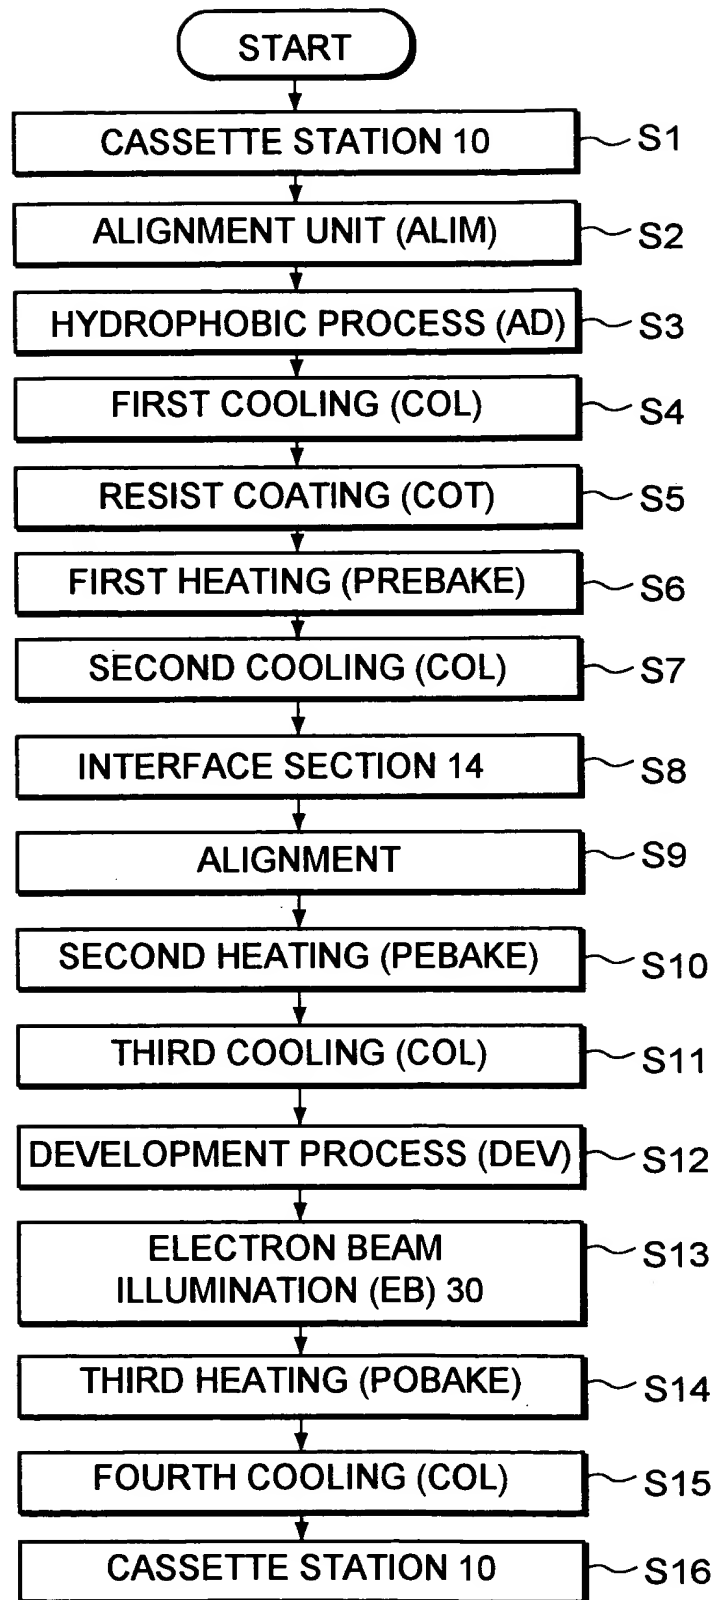 START
CASSETTE STATION 10 S1
ALIGNMENT UNIT (ALIM) S2
HYDROPHOBIC PROCESS (AD) S3
FIRST COOLING (COL) S4
RESIST COATING (COT) S5
FIRST HEATING (PREBAKE) S6
SECOND COOLING (COL) S7
INTERFACE SECTION 14 S8
ALIGNMENT S9
SECOND HEATING (PEBAKE) S10
THIRD COOLING (COL) S11
DEVELOPMENT PROCESS (DEV) S12
ELECTRON BEAM S13
ILLUMINATION (EB) 30
THIRD HEATING (POBAKE) S14
FOURTH COOLING (COL) S15
CASSETTE STATION 10 S16